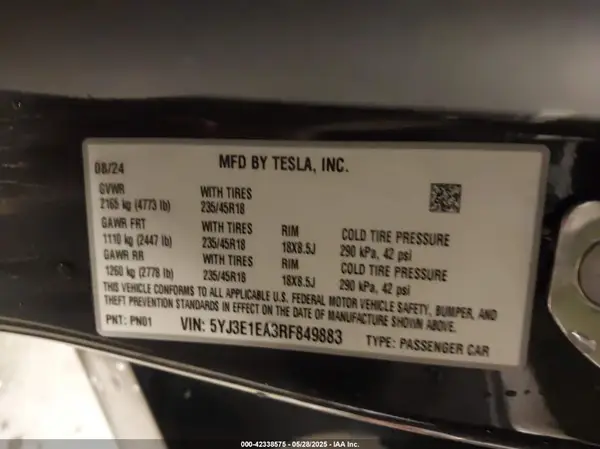 08/24 MFD BY TESLA, INC.
GVWR WITH TIRES
2165 kg (4773 lb) 235/45R18
GAWR FRT WITH TIRES RIM COLD TIRE PRESSURE
1110 kg (2447 lb) 235/45R18 18X8.5J 290 kPa, 42 psi
GAWR RR WITH TIRES RIM COLD TIRE PRESSURE
1260 kg (2778 lb) 235/45R18 18X8.5J 290 kPa, 42 psi
THIS VEHICLE CONFORMS TO ALL APPLICABLE U.S. FEDERAL MOTOR VEHICLE SAFETY, BUMPER, AND
THEFT PREVENTION STANDARDS IN EFFECT ON THE DATE OF MANUFACTURE SHOWN ABOVE.
PNT: PN01 VIN: 5YJ3E1EA3RF849883 TYPE: PASSENGER CAR
000-42338575 - 05/28/2025 - IAA Inc.